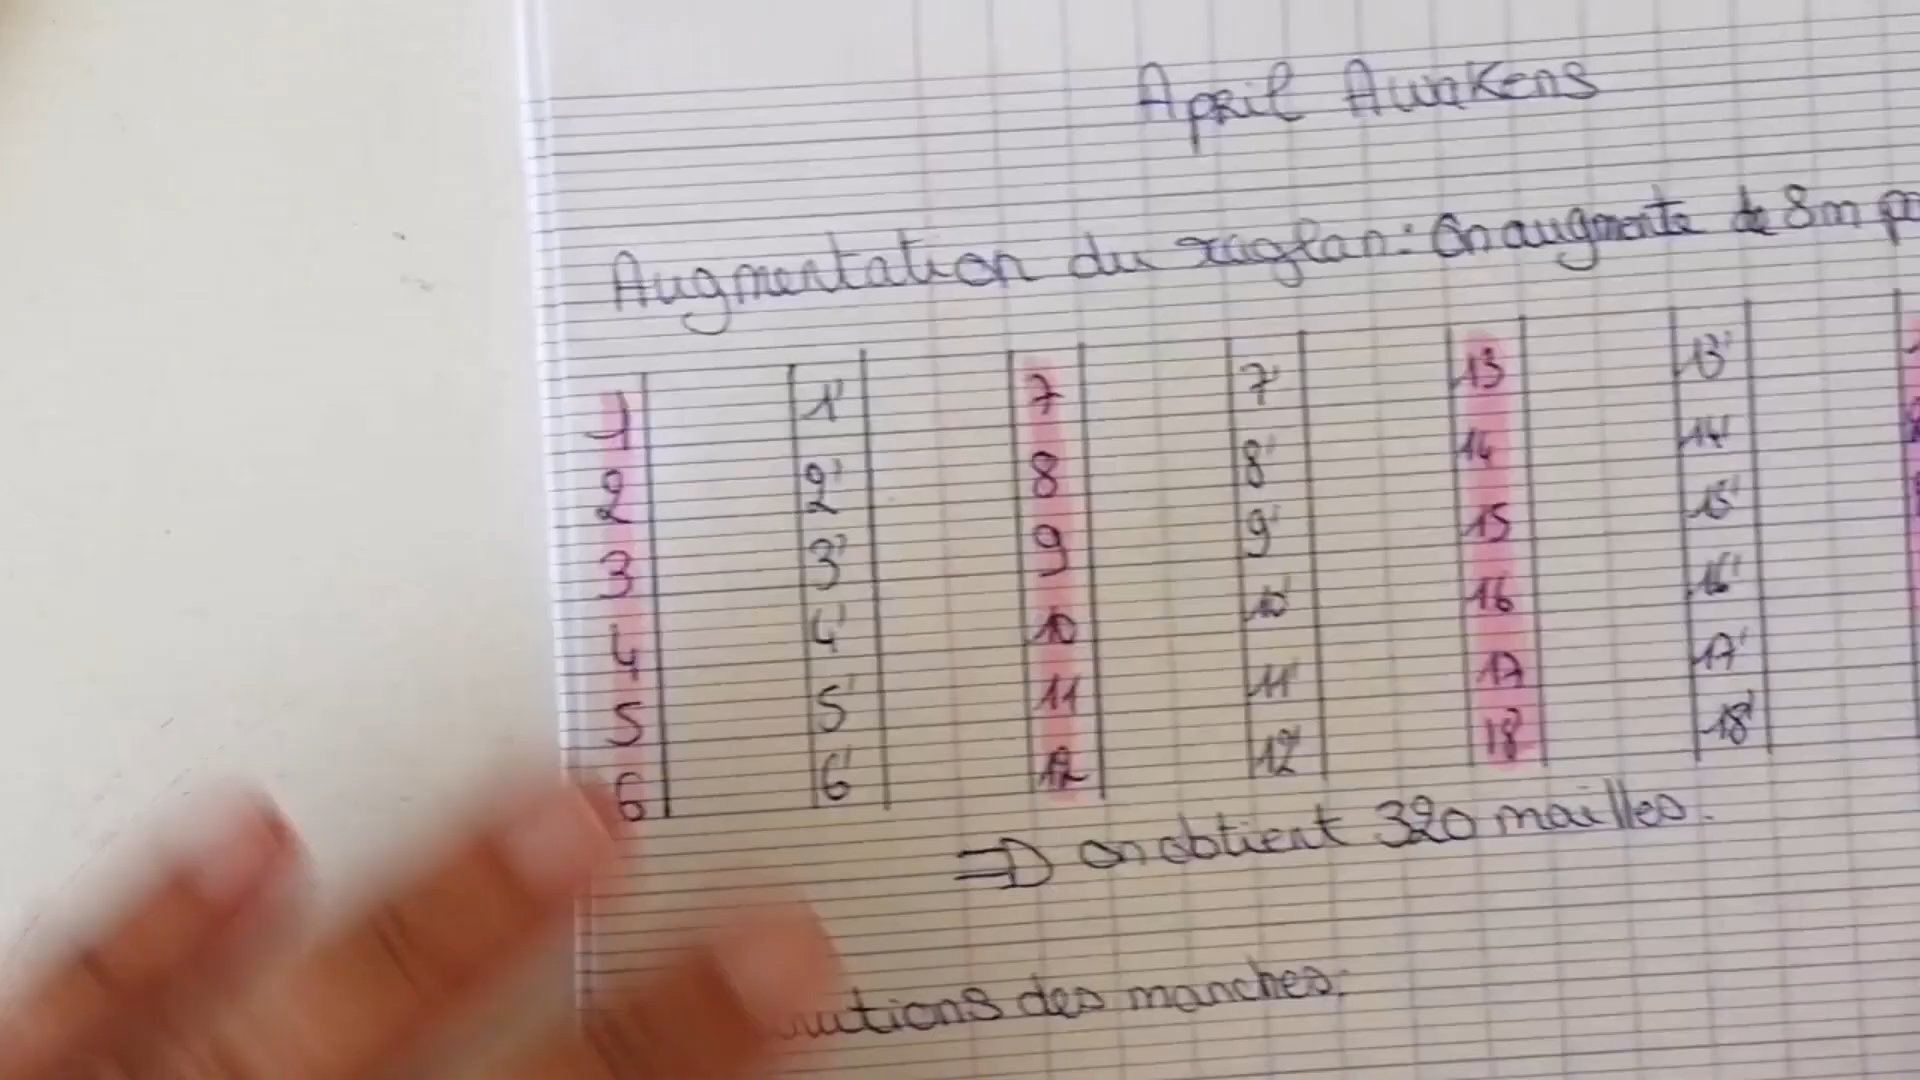 April Awakens
Augmentation du raglan: On augmente de 8m
1 1' 7 7' 13 13'
2 2' 8 8' 14 14'
3 3' 9 9' 15 15'
4 4' 10 10' 16 16'
5 5' 11 11' 17 17'
6 6' 12 12' 18 18'
=D on obtient 320 mailles.
des manches: